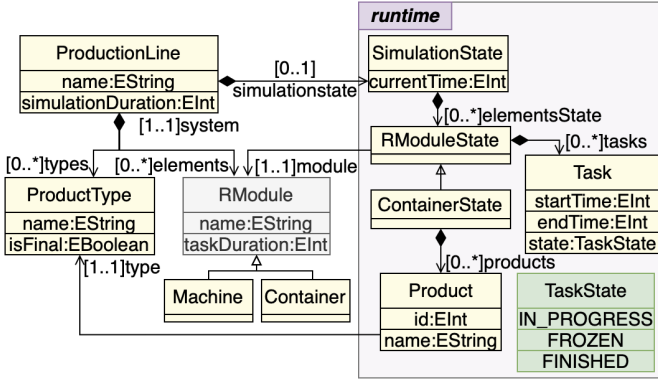 runtime
ProductionLine
name:EString
simulationDuration:EInt
[0..1]
simulationstate
SimulationState
currentTime:EInt
[0..*]elementsState
[1..1]system
[0..*]types
[0..*]elements
[1..1]module
RModuleState
[0..*]tasks
Task
startTime:EInt
endTime:EInt
state:TaskState
ProductType
name:EString
isFinal:EBoolean
RModule
name:EString
taskDuration:EInt
ContainerState
[0..*]products
[1..1]type
Machine
Container
Product
id:EInt
name:EString
TaskState
IN_PROGRESS
FROZEN
FINISHED